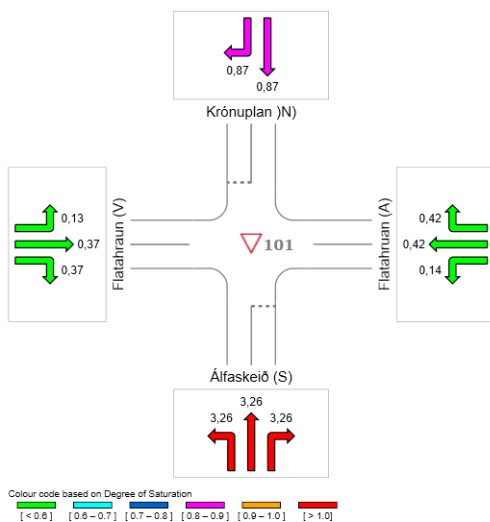 0,87
0,87
Krónuplan )N)
Flatahraun (V)
0,13
0,37
0,37
101
Flatahruan (A)
0,42
0,42
0,14
Álfaskeið (S)
3,26
3,26
3,26
Colour code based on Degree of Saturation
[ < 0.6 ] [ 0.6 – 0.7 ] [ 0.7 – 0.8 ] [ 0.8 – 0.9 ] [ 0.9 – 1.0 ] [ > 1.0 ]